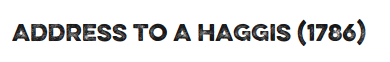 ADDRESS TO A HAGGIS (1786)